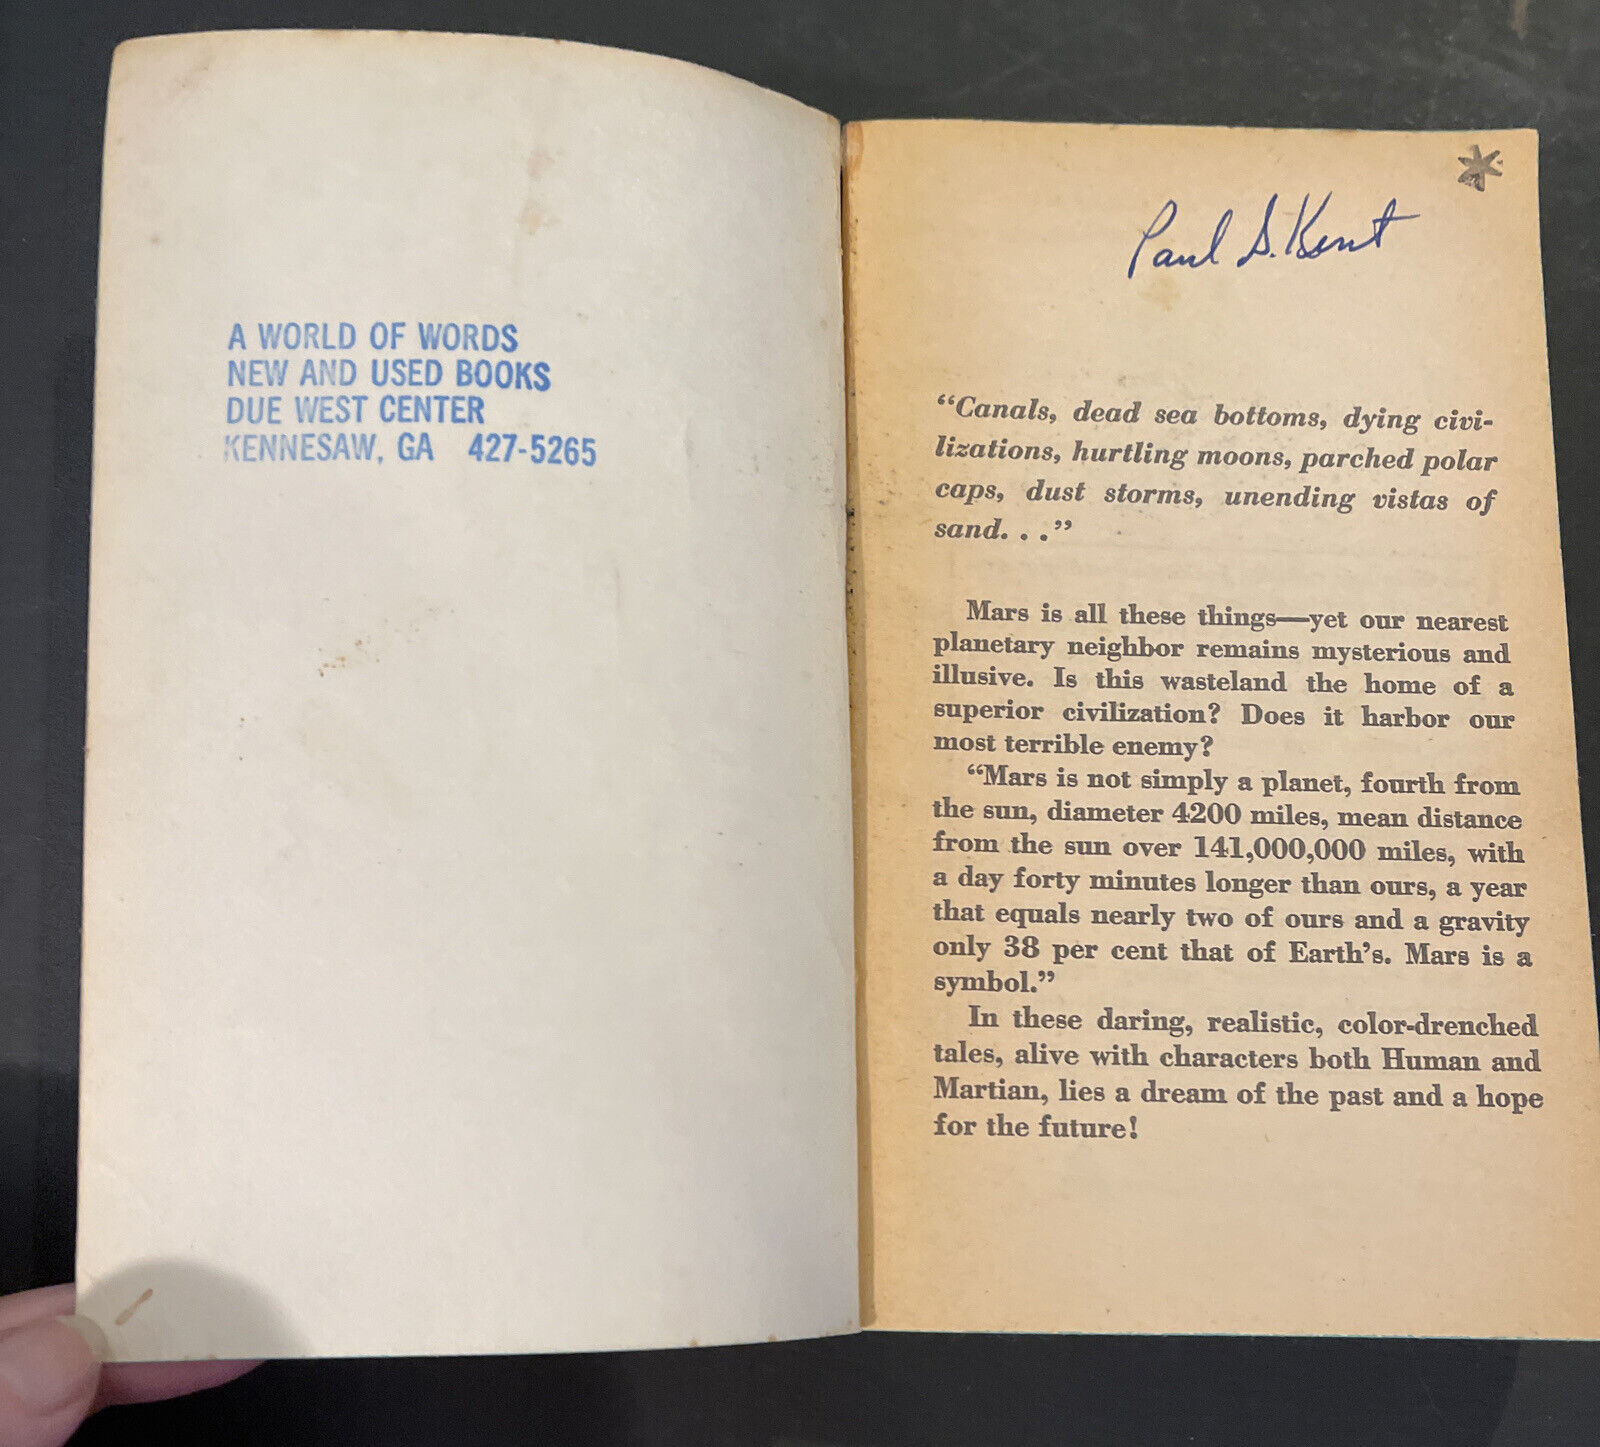 A WORLD OF WORDS
NEW AND USED BOOKS
DUE WEST CENTER
KENNESAW, GA 427-5265
Paul S. Kent
"Canals, dead sea bottoms, dying civi-
lizations, hurtling moons, parched polar
caps, dust storms, unending vistas of
sand. . ."
Mars is all these things—yet our nearest
planetary neighbor remains mysterious and
illusive. Is this wasteland the home of a
superior civilization? Does it harbor our
most terrible enemy?
"Mars is not simply a planet, fourth from
the sun, diameter 4200 miles, mean distance
from the sun over 141,000,000 miles, with
a day forty minutes longer than ours, a year
that equals nearly two of ours and a gravity
only 38 per cent that of Earth's. Mars is a
symbol."
In these daring, realistic, color-drenched
tales, alive with characters both Human and
Martian, lies a dream of the past and a hope
for the future!